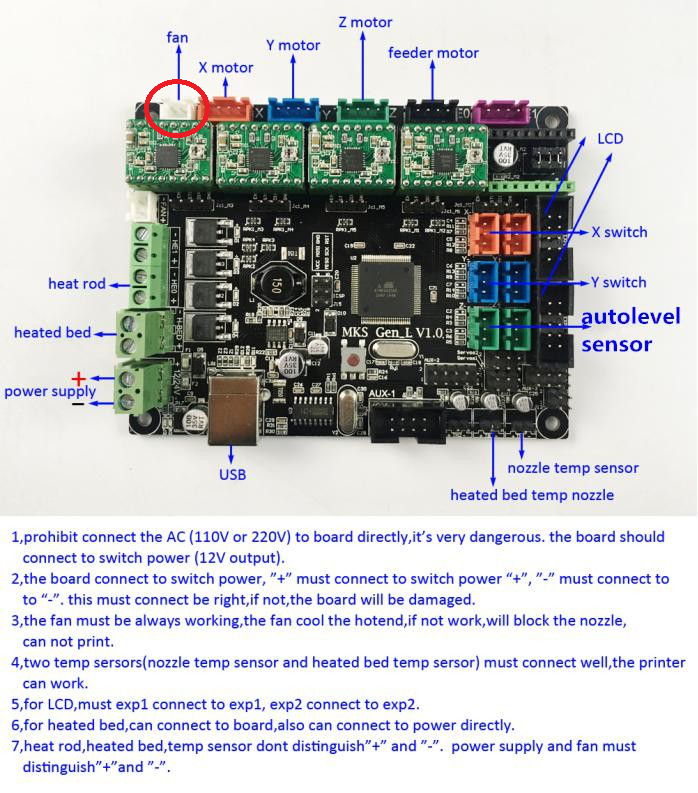 Z motor
fan
Y motor
feeder motor
X motor
X
Y
Z
E0
LCD
X switch
Y switch
autolevel
sensor
heat rod
heated bed
+
power supply
-
-FAN+
12/24V
150
ICSP
MKS Gen_L V1.0
AUX-2
AUX-1
USB
nozzle temp sensor
heated bed temp nozzle
1,prohibit connect the AC (110V or 220V) to board directly,it's very dangerous. the board should
connect to switch power (12V output).
2,the board connect to switch power, "+" must connect to switch power "+", "-" must connect to
to "-". this must connect be right,if not,the board will be damaged.
3,the fan must be always working,the fan cool the hotend,if not work,will block the nozzle,
can not print.
4,two temp sersors(nozzle temp sensor and heated bed temp sersor) must connect well,the printer
can work.
5,for LCD,must exp1 connect to exp1, exp2 connect to exp2.
6,for heated bed,can connect to board,also can connect to power directly.
7,heat rod,heated bed,temp sensor dont distinguish"+" and "-". power supply and fan must
distinguish"+"and "-".